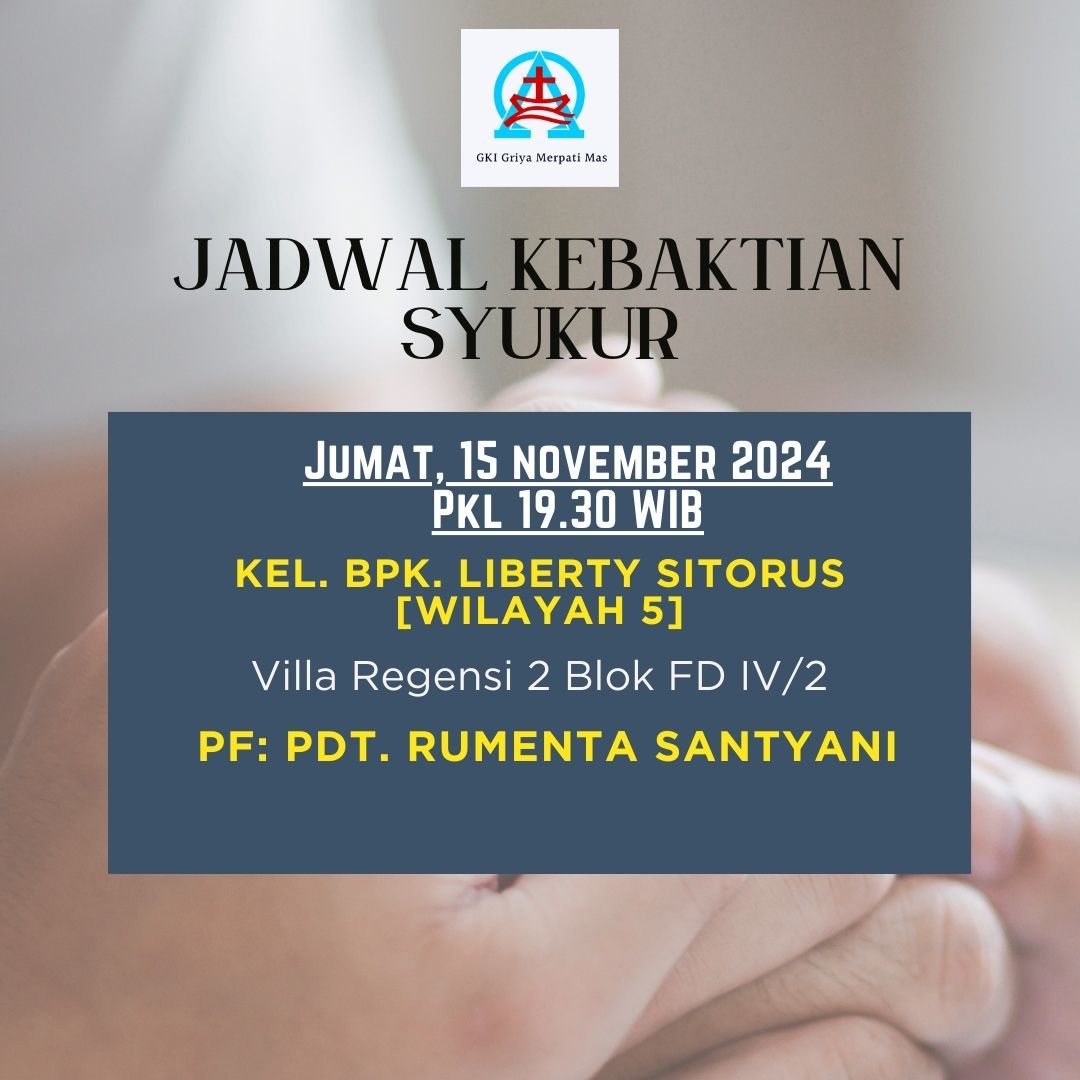 GKI Griya Merpati Mas
JADWAL KEBAKTIAN
SYUKUR
JUMAT, 15 NOVEMBER 2024
PKL 19.30 WIB
KEL. BPK. LIBERTY SITORUS
[WILAYAH 5]
Villa Regensi 2 Blok FD IV/2
PF: PDT. RUMENTA SANTYANI